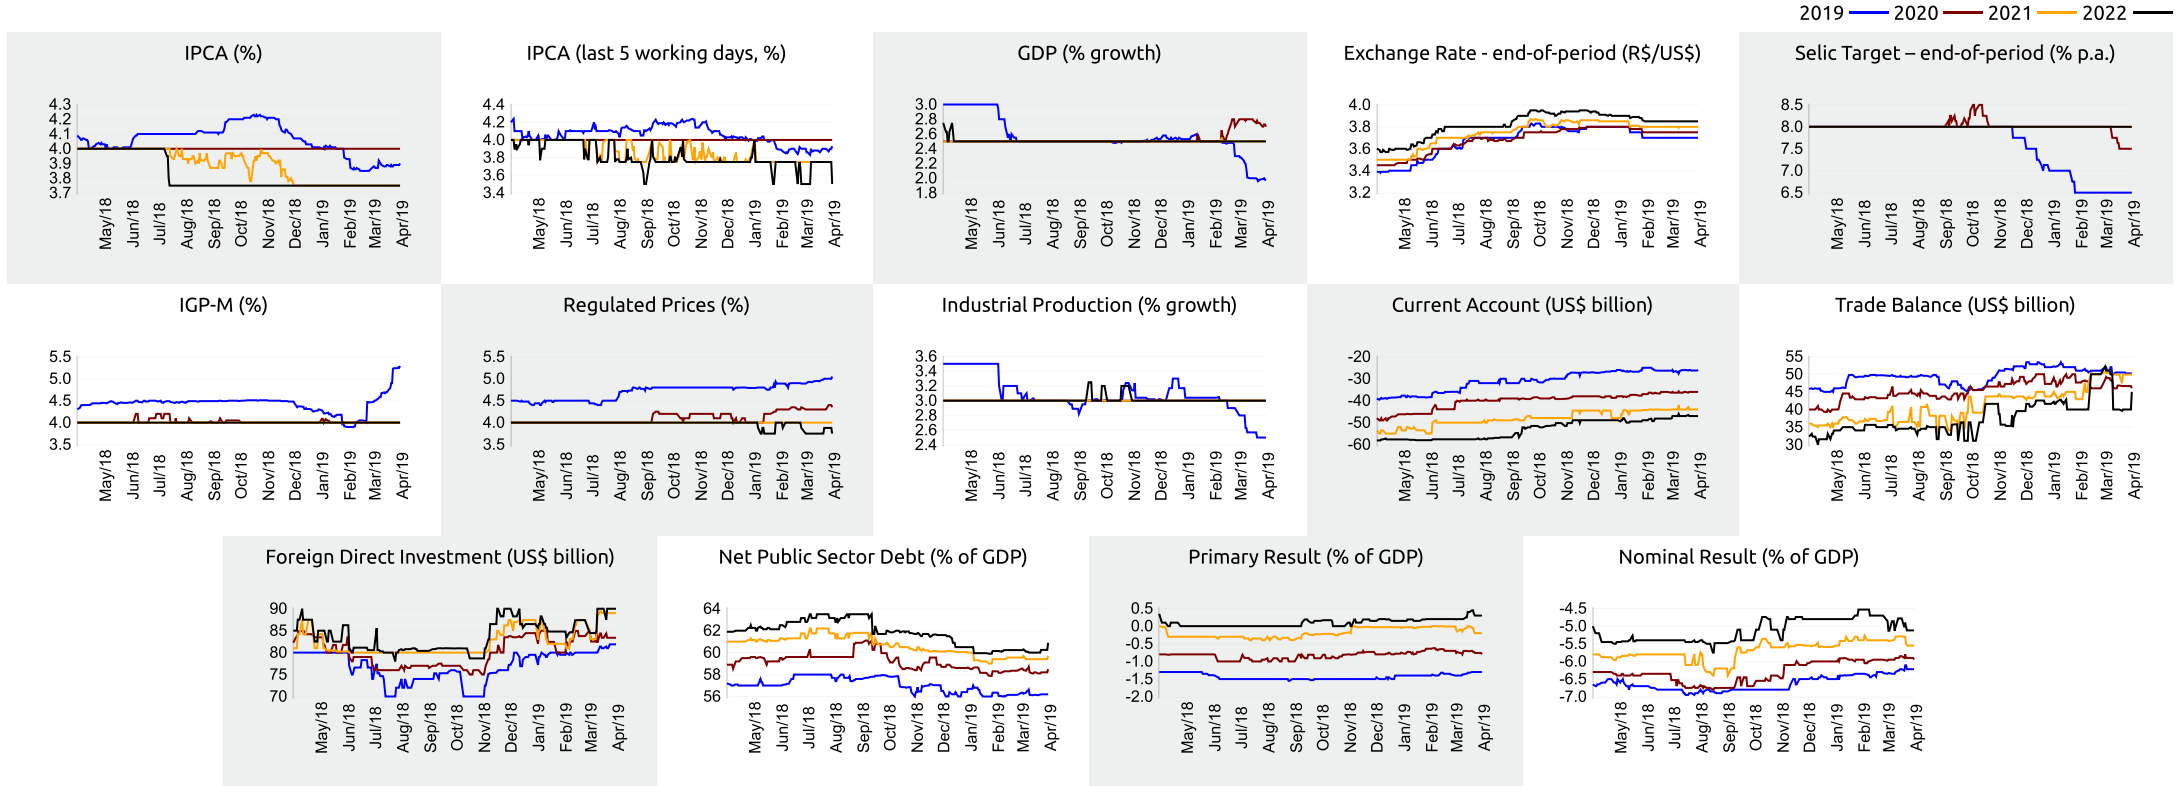 2019 2020 2021 2022
IPCA (%)
4.3
4.2
4.1
4.0
3.9
3.8
3.7
May/18 Jun/18 Jul/18 Aug/18 Sep/18 Oct/18 Nov/18 Dec/18 Jan/19 Feb/19 Mar/19 Apr/19
IPCA (last 5 working days, %)
4.4
4.2
4.0
3.8
3.6
3.4
May/18 Jun/18 Jul/18 Aug/18 Sep/18 Oct/18 Nov/18 Dec/18 Jan/19 Feb/19 Mar/19 Apr/19
GDP (% growth)
3.0
2.8
2.6
2.4
2.2
2.0
1.8
May/18 Jun/18 Jul/18 Aug/18 Sep/18 Oct/18 Nov/18 Dec/18 Jan/19 Feb/19 Mar/19 Apr/19
Exchange Rate - end-of-period (R$/US$)
4.0
3.8
3.6
3.4
3.2
May/18 Jun/18 Jul/18 Aug/18 Sep/18 Oct/18 Nov/18 Dec/18 Jan/19 Feb/19 Mar/19 Apr/19
Selic Target – end-of-period (% p.a.)
8.5
8.0
7.5
7.0
6.5
May/18 Jun/18 Jul/18 Aug/18 Sep/18 Oct/18 Nov/18 Dec/18 Jan/19 Feb/19 Mar/19 Apr/19
IGP-M (%)
5.5
5.0
4.5
4.0
3.5
May/18 Jun/18 Jul/18 Aug/18 Sep/18 Oct/18 Nov/18 Dec/18 Jan/19 Feb/19 Mar/19 Apr/19
Regulated Prices (%)
5.5
5.0
4.5
4.0
3.5
May/18 Jun/18 Jul/18 Aug/18 Sep/18 Oct/18 Nov/18 Dec/18 Jan/19 Feb/19 Mar/19 Apr/19
Industrial Production (% growth)
3.6
3.4
3.2
3.0
2.8
2.6
2.4
May/18 Jun/18 Jul/18 Aug/18 Sep/18 Oct/18 Nov/18 Dec/18 Jan/19 Feb/19 Mar/19 Apr/19
Current Account (US$ billion)
-20
-30
-40
-50
-60
May/18 Jun/18 Jul/18 Aug/18 Sep/18 Oct/18 Nov/18 Dec/18 Jan/19 Feb/19 Mar/19 Apr/19
Trade Balance (US$ billion)
55
50
45
40
35
30
May/18 Jun/18 Jul/18 Aug/18 Sep/18 Oct/18 Nov/18 Dec/18 Jan/19 Feb/19 Mar/19 Apr/19
Foreign Direct Investment (US$ billion)
90
85
80
75
70
May/18 Jun/18 Jul/18 Aug/18 Sep/18 Oct/18 Nov/18 Dec/18 Jan/19 Feb/19 Mar/19 Apr/19
Net Public Sector Debt (% of GDP)
64
62
60
58
56
May/18 Jun/18 Jul/18 Aug/18 Sep/18 Oct/18 Nov/18 Dec/18 Jan/19 Feb/19 Mar/19 Apr/19
Primary Result (% of GDP)
0.5
0.0
-0.5
-1.0
-1.5
-2.0
May/18 Jun/18 Jul/18 Aug/18 Sep/18 Oct/18 Nov/18 Dec/18 Jan/19 Feb/19 Mar/19 Apr/19
Nominal Result (% of GDP)
-4.5
-5.0
-5.5
-6.0
-6.5
-7.0
May/18 Jun/18 Jul/18 Aug/18 Sep/18 Oct/18 Nov/18 Dec/18 Jan/19 Feb/19 Mar/19 Apr/19